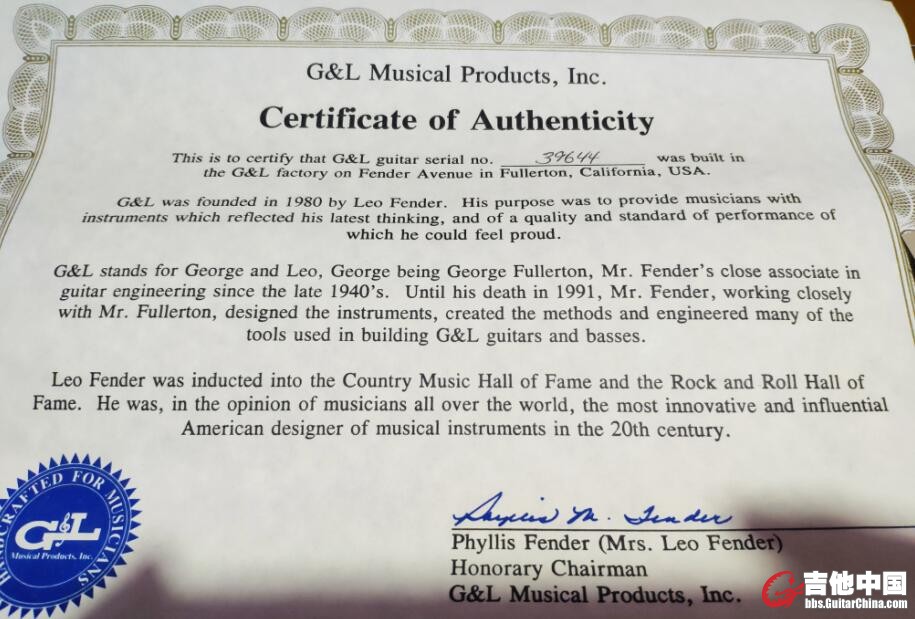 G&L Musical Products, Inc.
Certificate of Authenticity
This is to certify that G&L guitar serial no. 39644 was built in
the G&L factory on Fender Avenue in Fullerton, California, USA.
G&L was founded in 1980 by Leo Fender. His purpose was to provide musicians with
instruments which reflected his latest thinking, and of a quality and standard of performance of
which he could feel proud.
G&L stands for George and Leo, George being George Fullerton, Mr. Fender's close associate in
guitar engineering since the late 1940's. Until his death in 1991, Mr. Fender, working closely
with Mr. Fullerton, designed the instruments, created the methods and engineered many of the
tools used in building G&L guitars and basses.
Leo Fender was inducted into the Country Music Hall of Fame and the Rock and Roll Hall of
Fame. He was, in the opinion of musicians all over the world, the most innovative and influential
American designer of musical instruments in the 20th century.
HANDCRAFTED FOR MUSICIANS
G&L
Musical Products, Inc.
Phyllis M. Fender
Phyllis Fender (Mrs. Leo Fender)
Honorary Chairman
G&L Musical Products, Inc.
吉他中国
bbs.GuitarChina.com